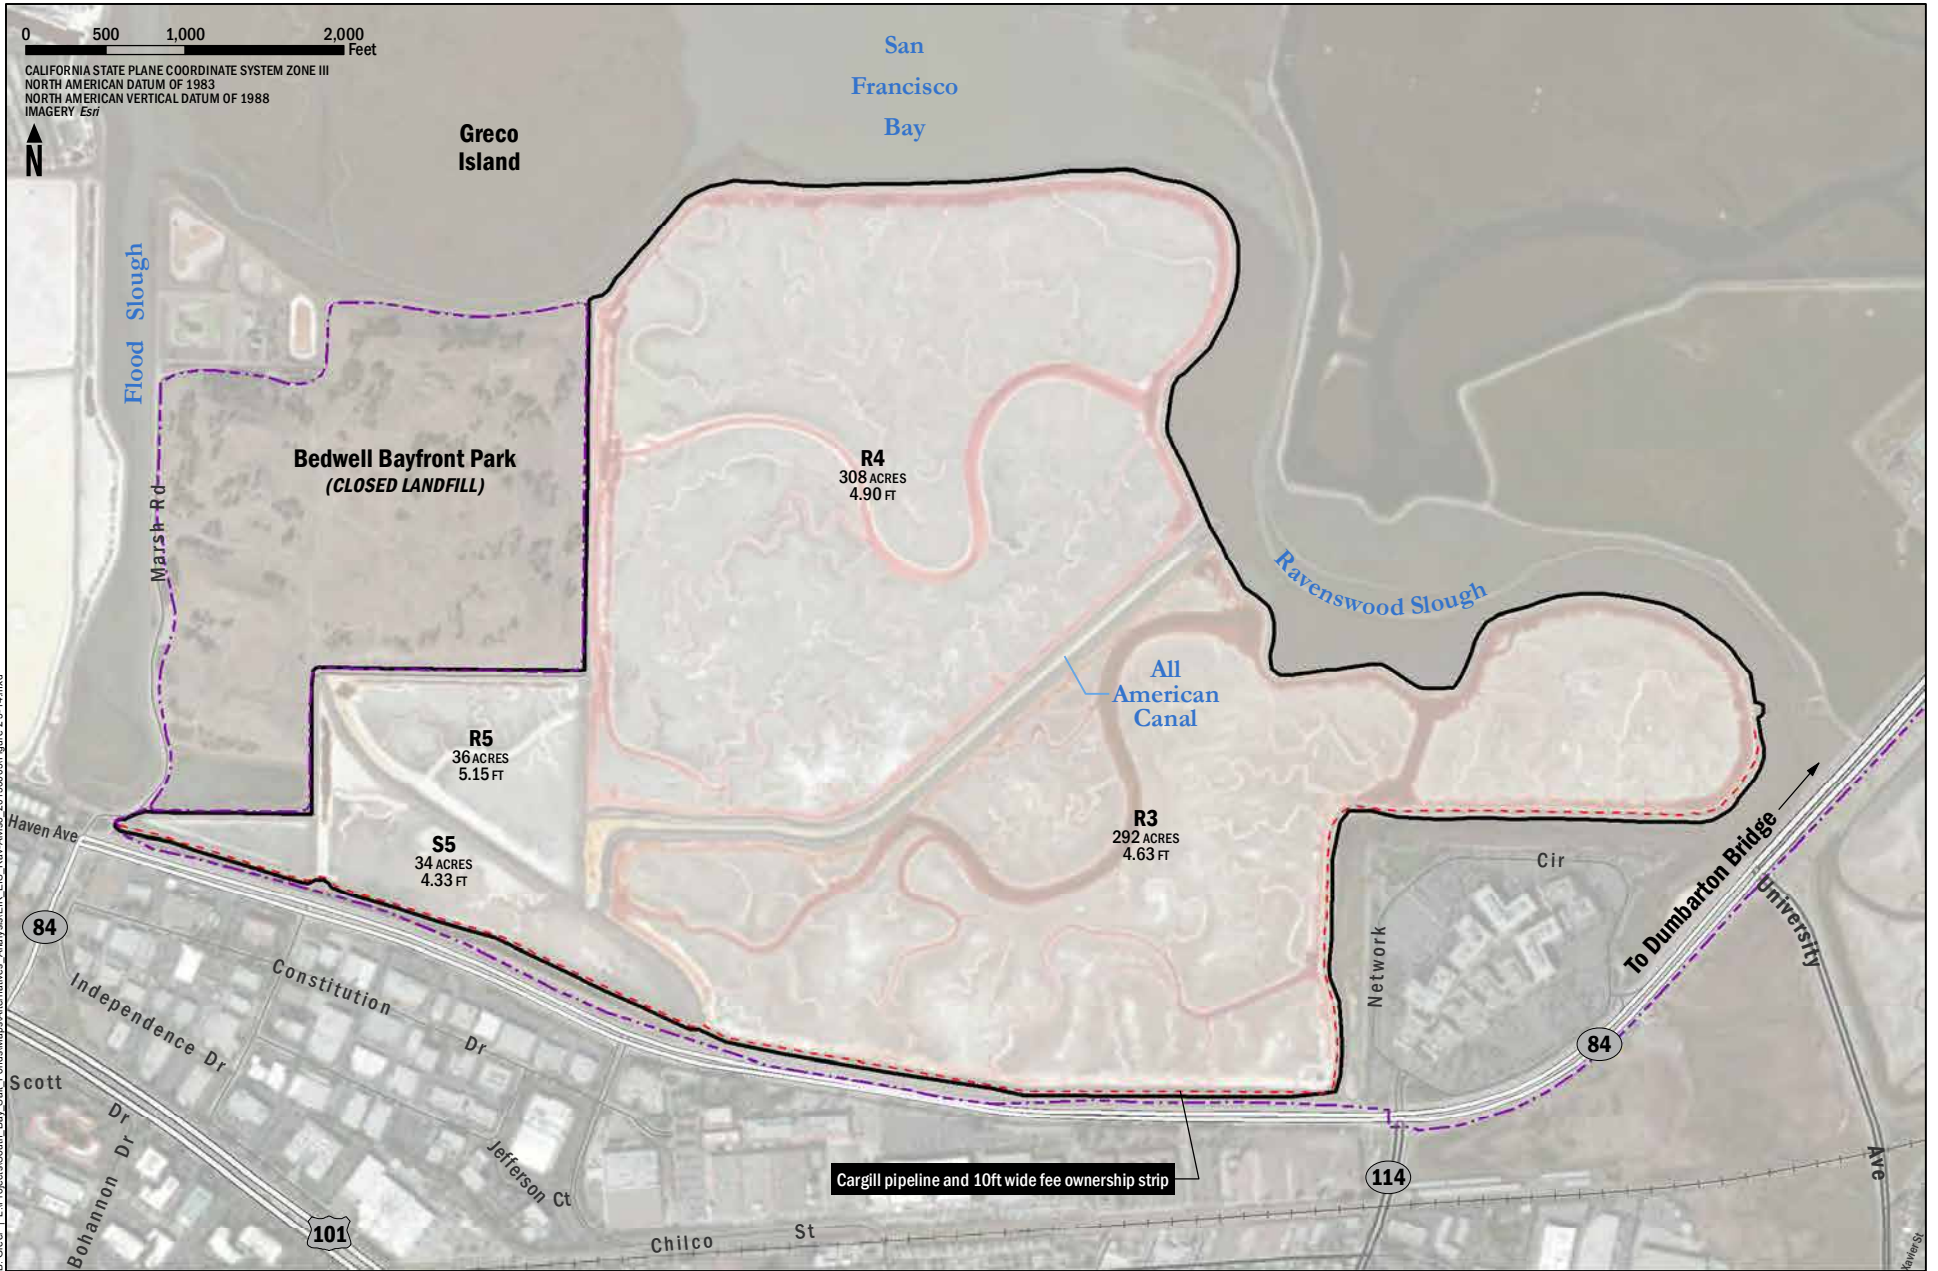 0 500 1,000 2,000
Feet
CALIFORNIA STATE PLANE COORDINATE SYSTEM ZONE III
NORTH AMERICAN DATUM OF 1983
NORTH AMERICAN VERTICAL DATUM OF 1988
IMAGERY Esri
N
San
Francisco
Bay
Greco
Island
Flood Slough
Marsh Rd
Bedwell Bayfront Park
(CLOSED LANDFILL)
R4
308 ACRES
4.90 FT
Ravenswood Slough
All
American
Canal
R5
36 ACRES
5.15 FT
S5
34 ACRES
4.33 FT
R3
292 ACRES
4.63 FT
Haven Ave
84
Independence Dr
Constitution Dr
Scott Dr
Bohannon Dr
Jefferson Ct
101
Chilco St
Cargill pipeline and 10ft wide fee ownership strip
Network Cir
To Dumbarton Bridge
University Ave
84
114
Xavier St